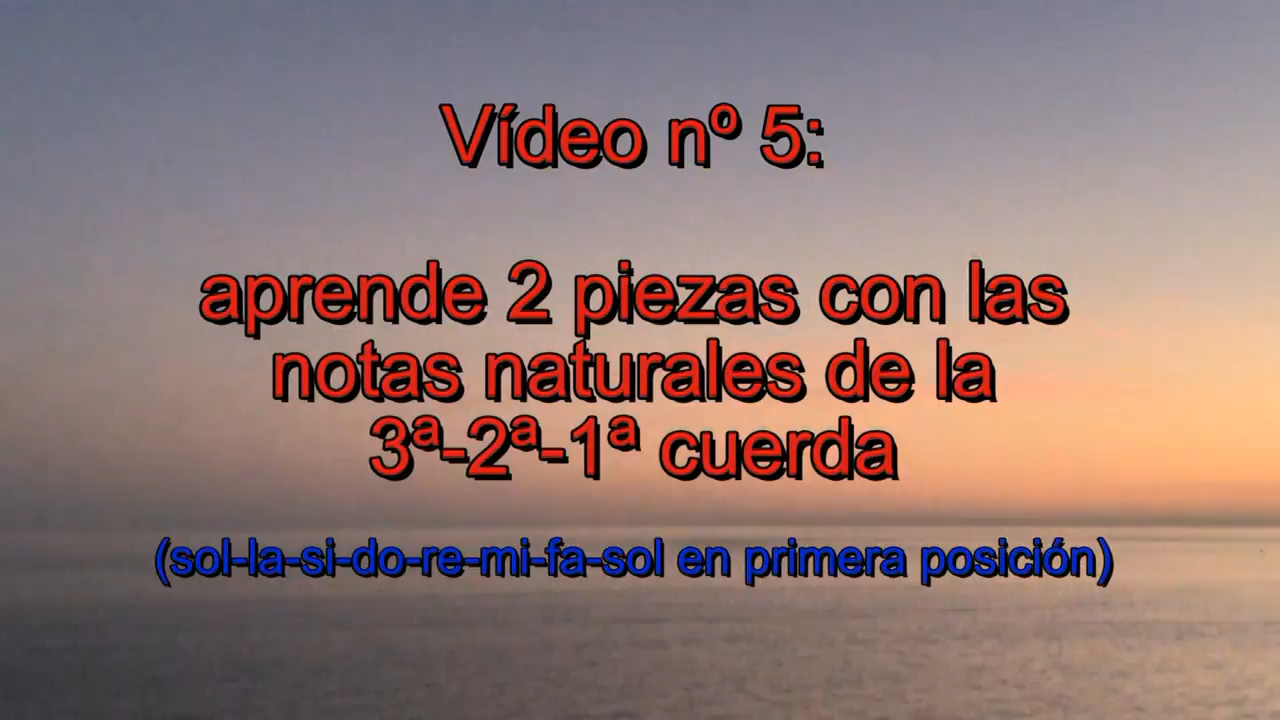 Vídeo nº 5:
aprende 2 piezas con las
notas naturales de la
3ª-2ª-1ª cuerda
(sol-la-si-do-re-mi-fa-sol en primera posición)